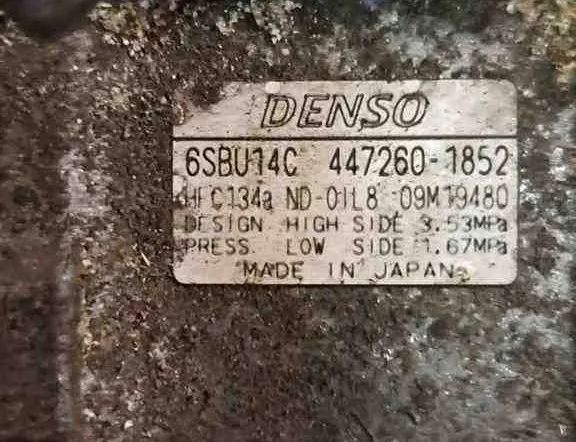 DENSO
6SBU14C 447260-1852
HFC134a ND-OIL8 09M19480
DESIGN HIGH SIDE 3.53MPa
PRESS. LOW SIDE 1.67MPa
MADE IN JAPAN